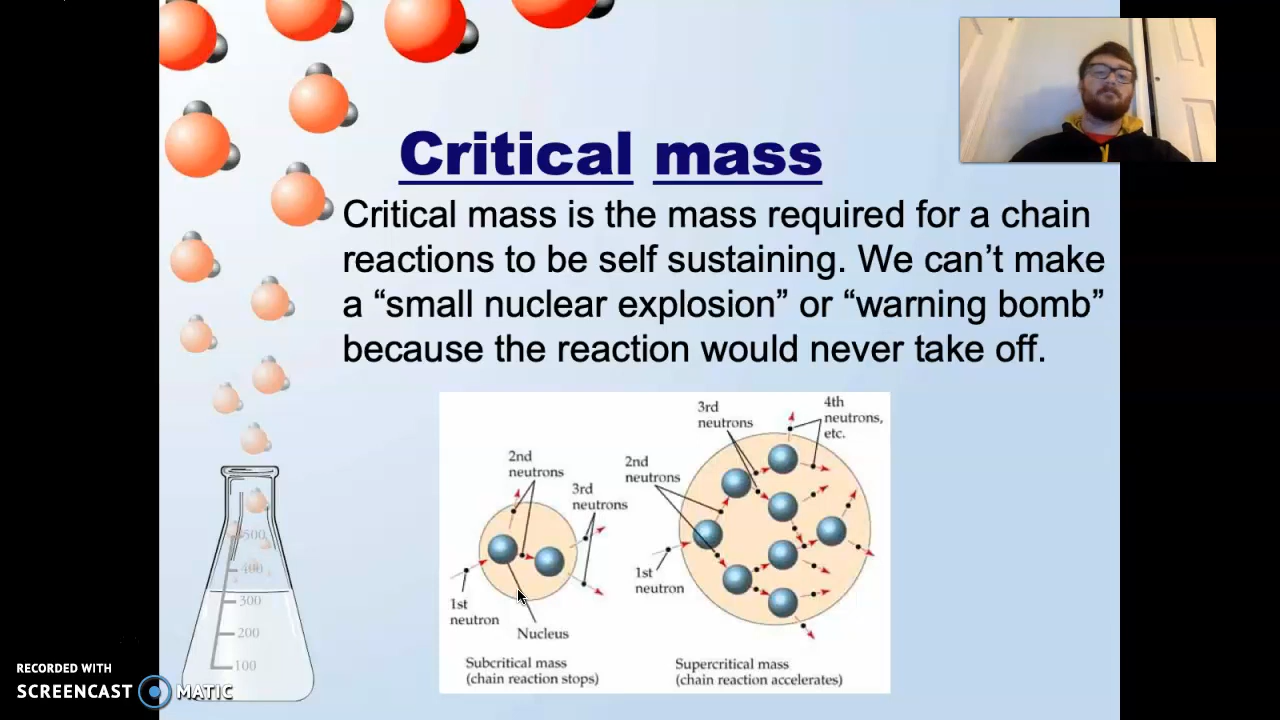 Critical mass
Critical mass is the mass required for a chain
reactions to be self sustaining. We can’t make
a “small nuclear explosion” or “warning bomb”
because the reaction would never take off.
2nd
neutrons
3rd
neutrons
1st
neutron
Nucleus
Subcritical mass
(chain reaction stops)
3rd
neutrons
4th
neutrons,
etc.
2nd
neutrons
1st
neutron
Supercritical mass
(chain reaction accelerates)
500
400
300
200
100
RECORDED WITH
SCREENCAST MATIC